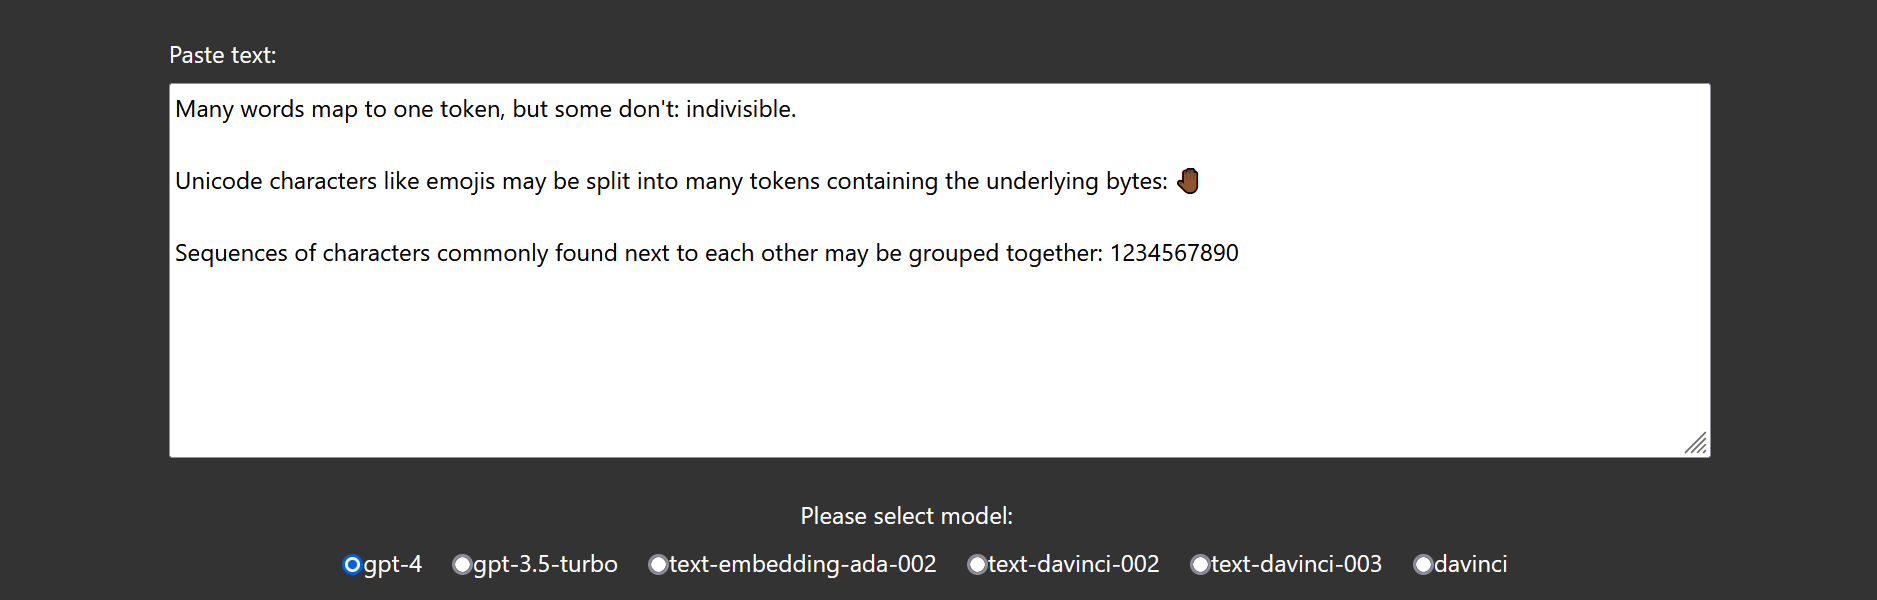 Paste text:
Many words map to one token, but some don't: indivisible.
Unicode characters like emojis may be split into many tokens containing the underlying bytes: 🤚🏾
Sequences of characters commonly found next to each other may be grouped together: 1234567890
Please select model:
gpt-4 gpt-3.5-turbo text-embedding-ada-002 text-davinci-002 text-davinci-003 davinci